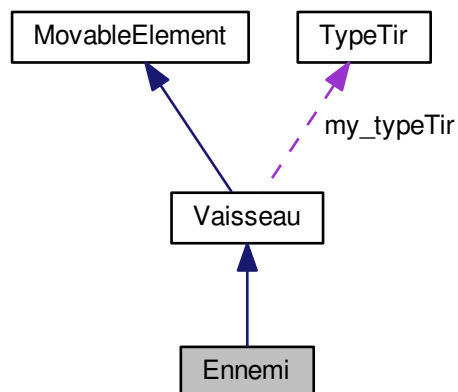 MovableElement
TypeTir
my_typeTir
Vaisseau
Ennemi